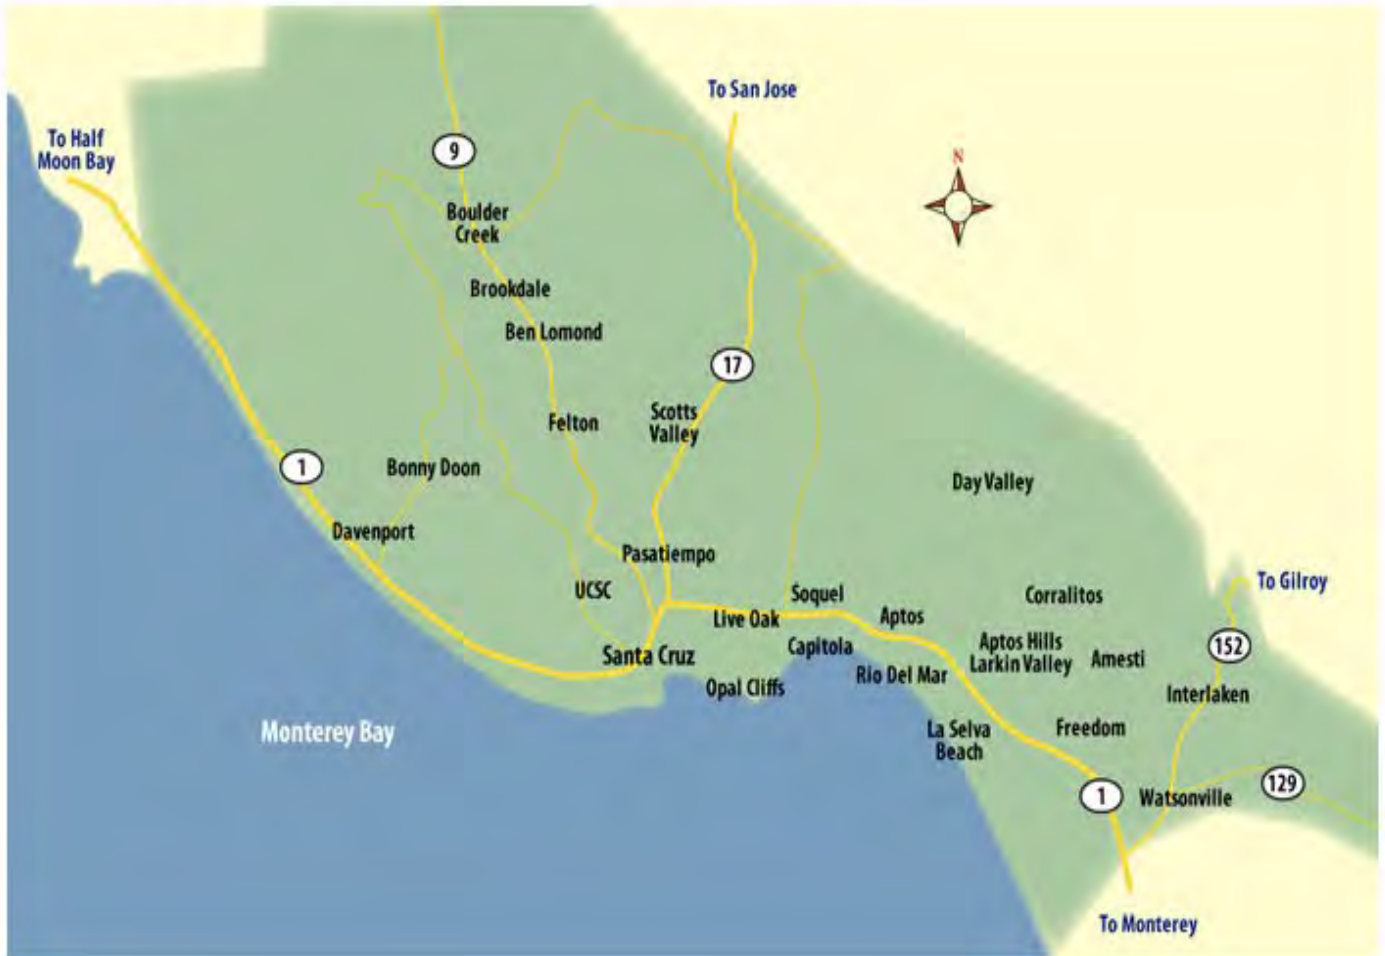 To San Jose
To Half
Moon Bay
9
N
Boulder
Creek
Brookdale
Ben Lomond
17
Scotts
Valley
Felton
1
Bonny Doon
Day Valley
Davenport
Pasatiempo
To Gilroy
UCSC
Soquel
Corralitos
Live Oak
Aptos
Capitola
Aptos Hills
Larkin Valley
152
Amesti
Santa Cruz
Rio Del Mar
Opal Cliffs
Interlaken
Monterey Bay
La Selva
Beach
Freedom
129
1
Watsonville
To Monterey